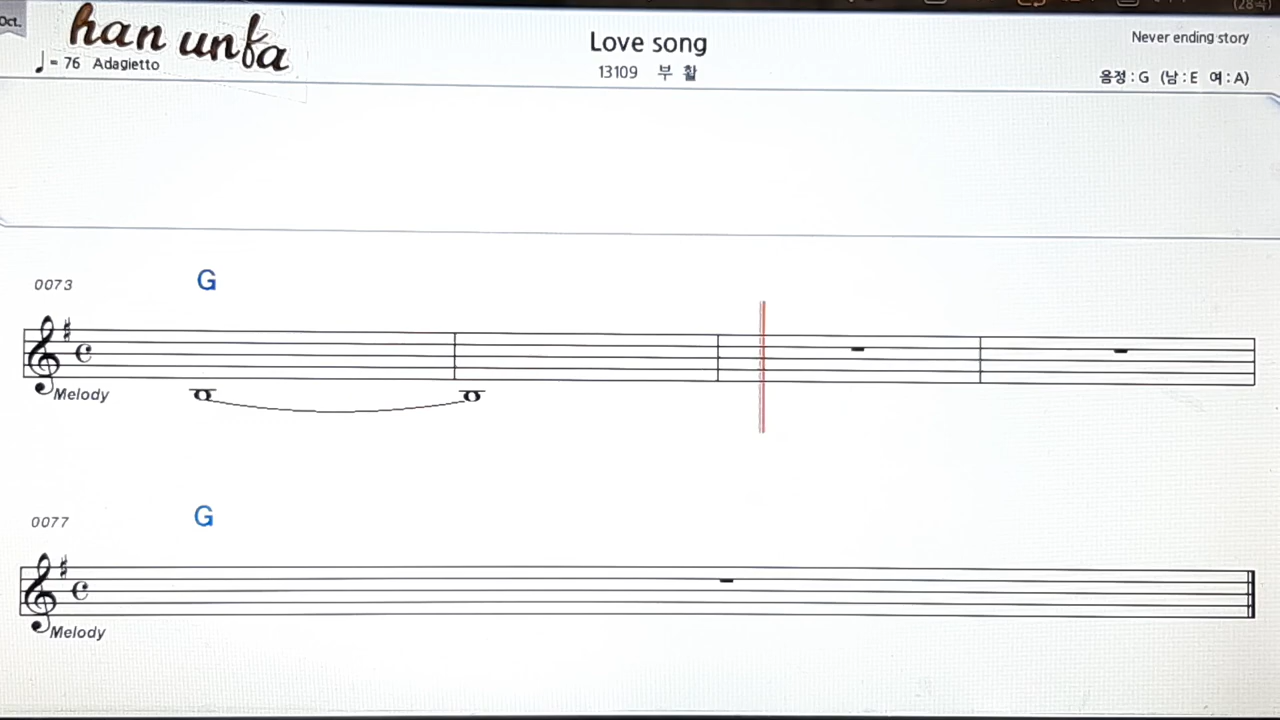 Oct.
han unfa
♩ = 76 Adagietto
Love song
13109 부 활
Never ending story
음정 : G (남 : E 여 : A)
0073 G
Melody
0077 G
Melody